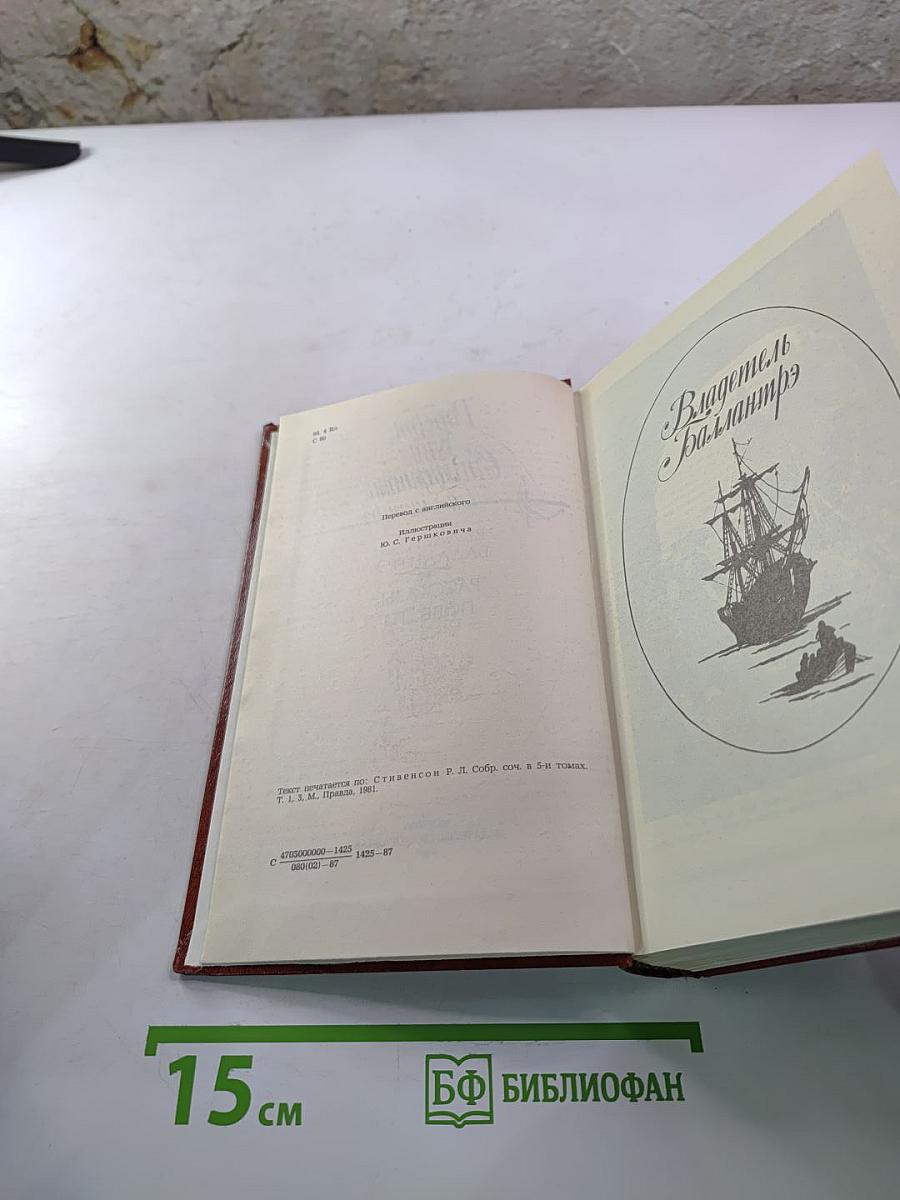 84. 4 Вл
С 80
Перевод с английского
Иллюстрации
Ю. С. Гершковича
Текст печатается по: Стивенсон Р. Л. Собр. соч. в 5-и томах.
Т. 1, 3, М., Правда, 1981.
С 4703000000—1425 1425—87
080(02)—87
Владетель
Баллантрэ
15 см
БФ БИБЛИОФАН